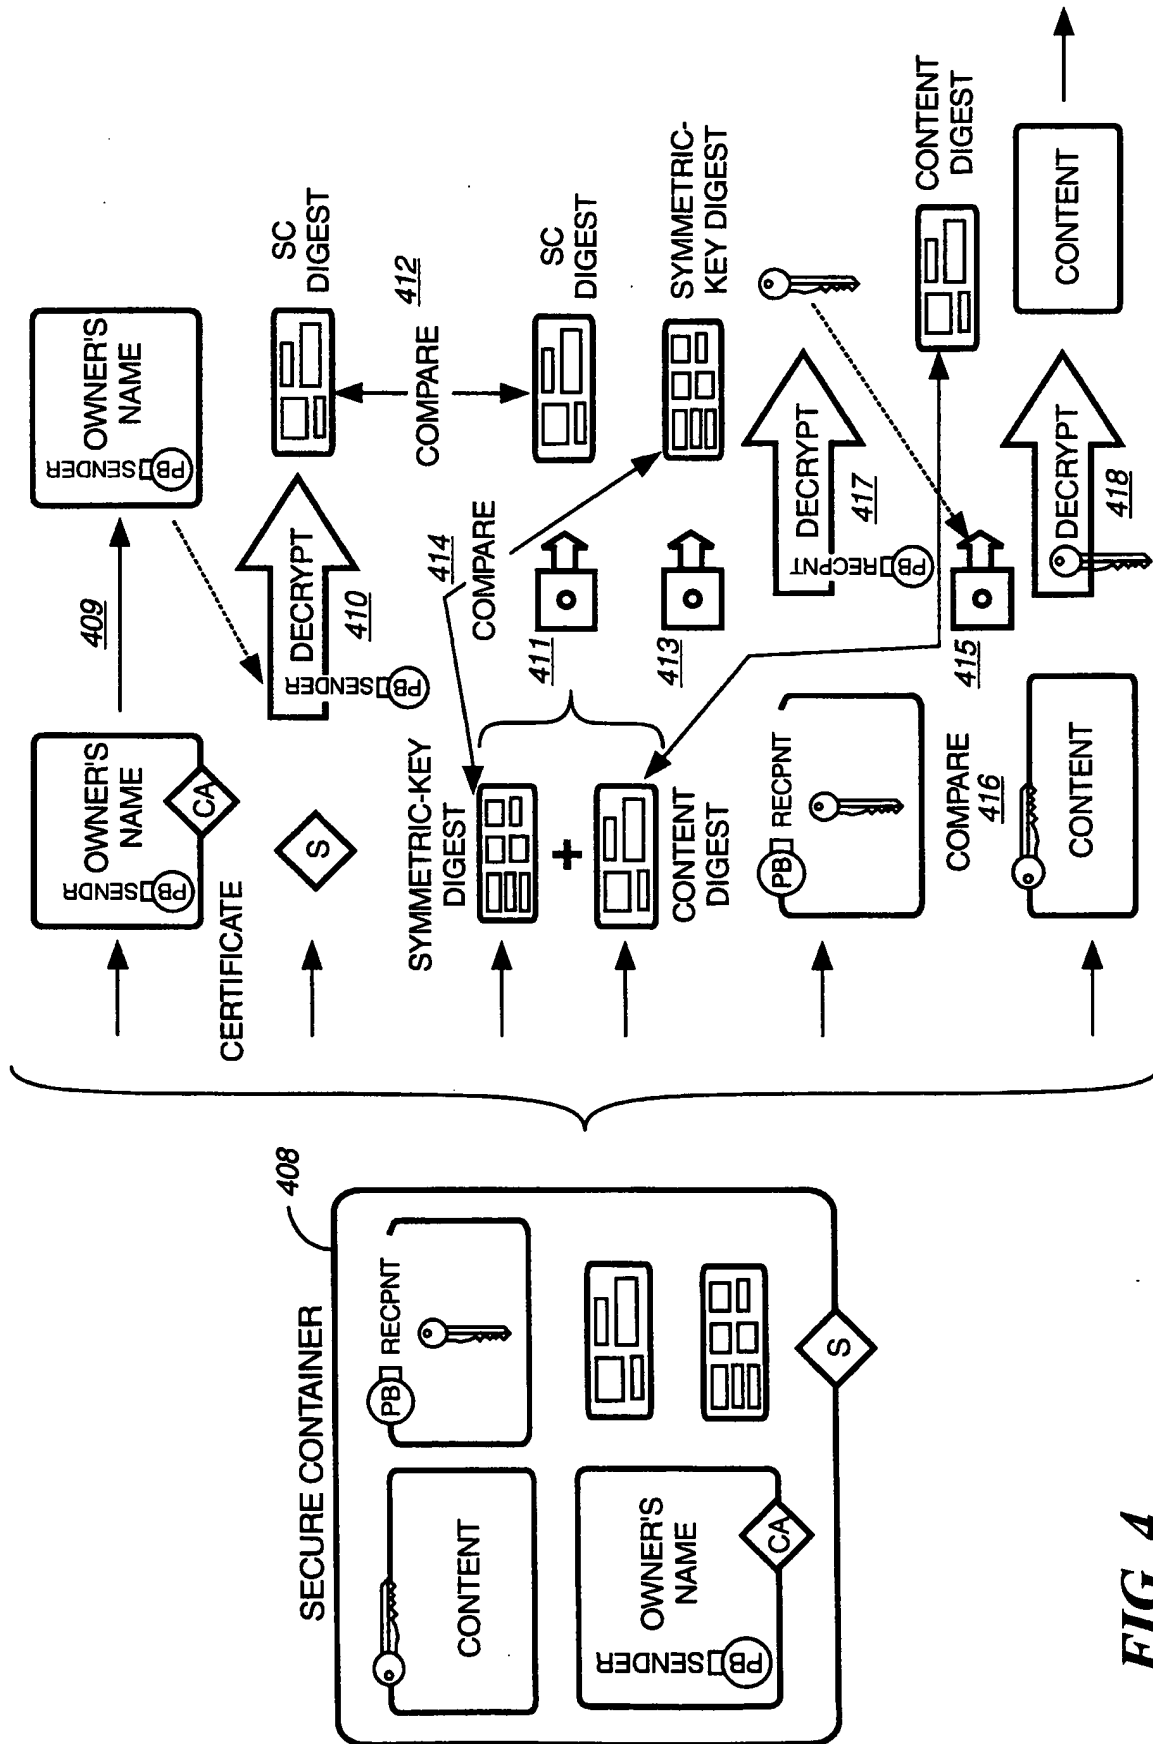 SECURE CONTAINER
408
CONTENT
PB RECPNT
OWNER'S
NAME
PB SENDER
CA
S
OWNER'S
NAME
PB SENDR
CA
CERTIFICATE
409
OWNER'S
NAME
PB SENDER
S
DECRYPT
410
PB SENDER
SC
DIGEST
COMPARE
412
SYMMETRIC-KEY
DIGEST
+
CONTENT
DIGEST
COMPARE
414
411
SC
DIGEST
413
SYMMETRIC-
KEY DIGEST
PB RECPNT
DECRYPT
417
PB RECPNT
COMPARE
416
415
CONTENT
DIGEST
CONTENT
DECRYPT
418
CONTENT
FIG. 4